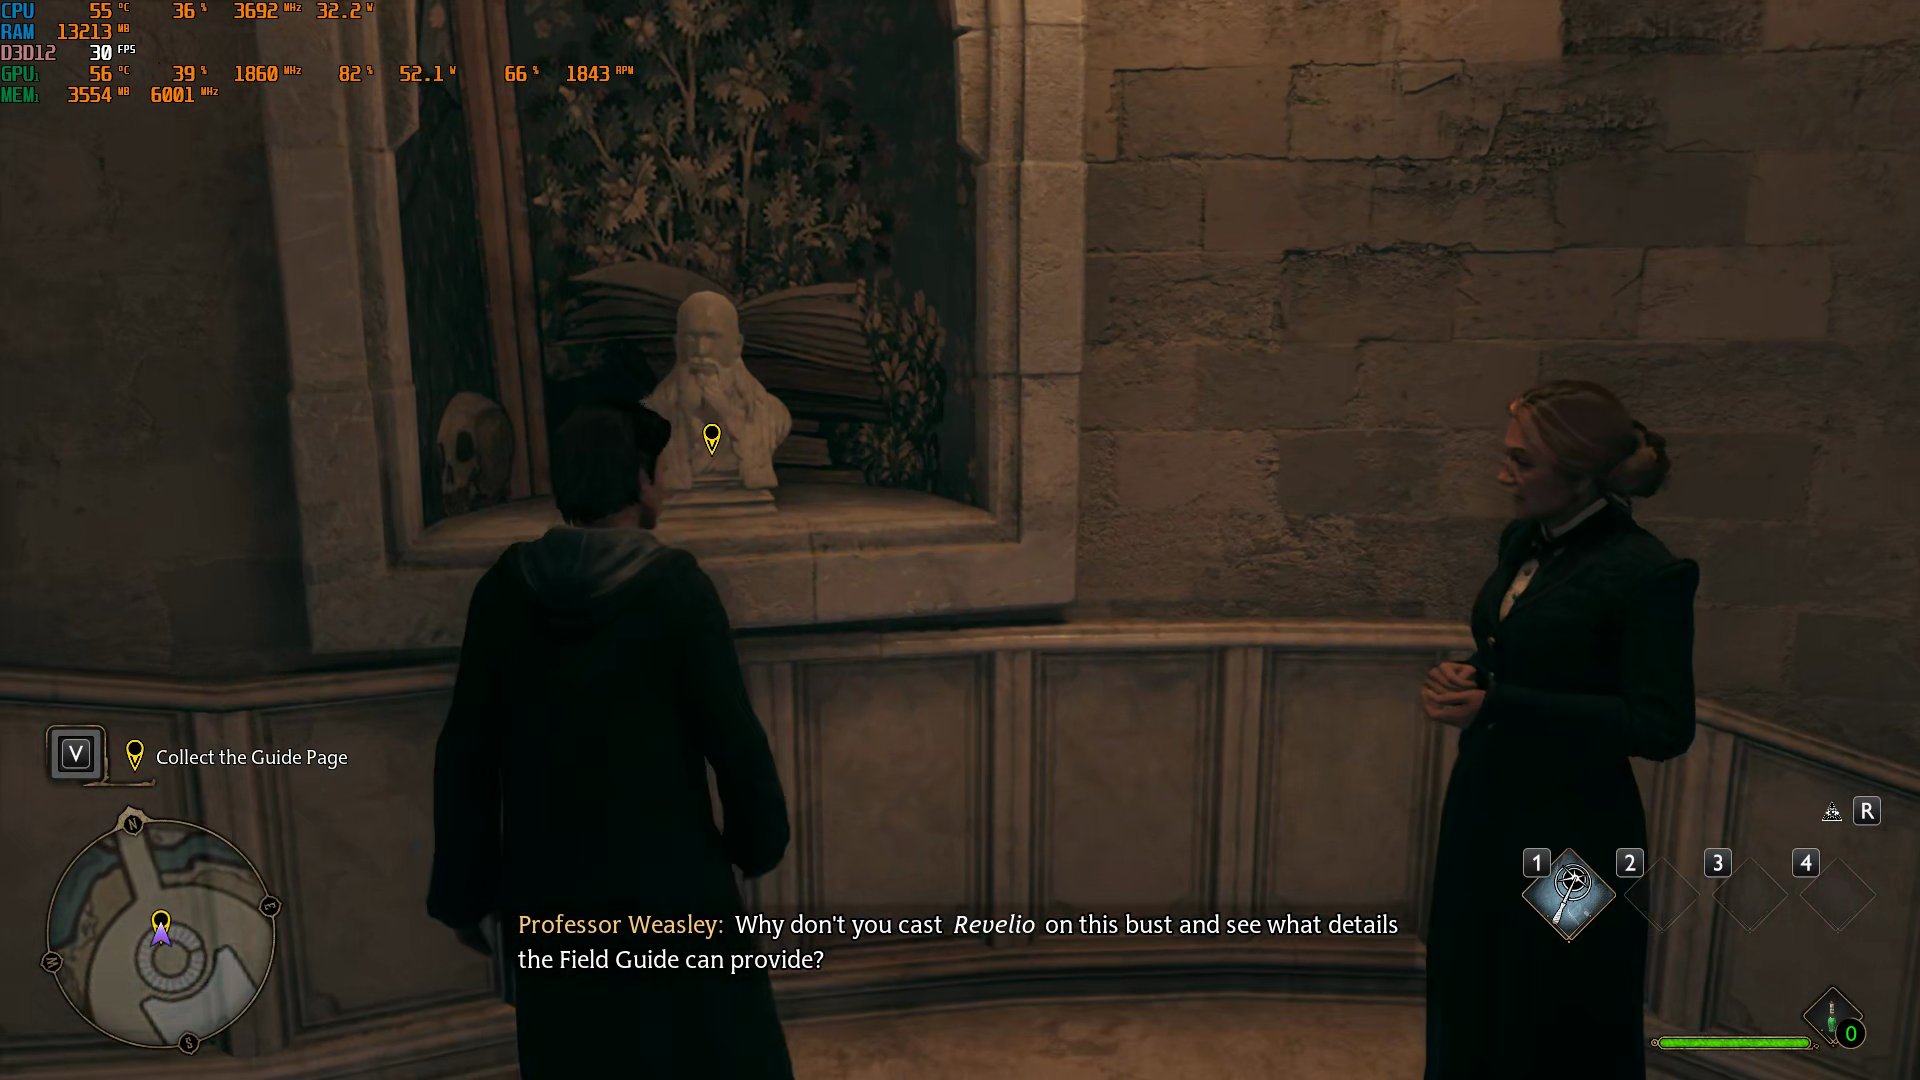 CPU 55 °C 36 % 3692 MHz 32.2 W
RAM 13213 MB
D3D12 30 FPS
GPU1 56 °C 39 % 1860 MHz 82 % 52.1 W 66 % 1843 RPM
MEM1 3554 MB 6001 MHz
V Collect the Guide Page
N
E
W
S
R
1 2 3 4
Professor Weasley: Why don't you cast Revelio on this bust and see what details
the Field Guide can provide?
0